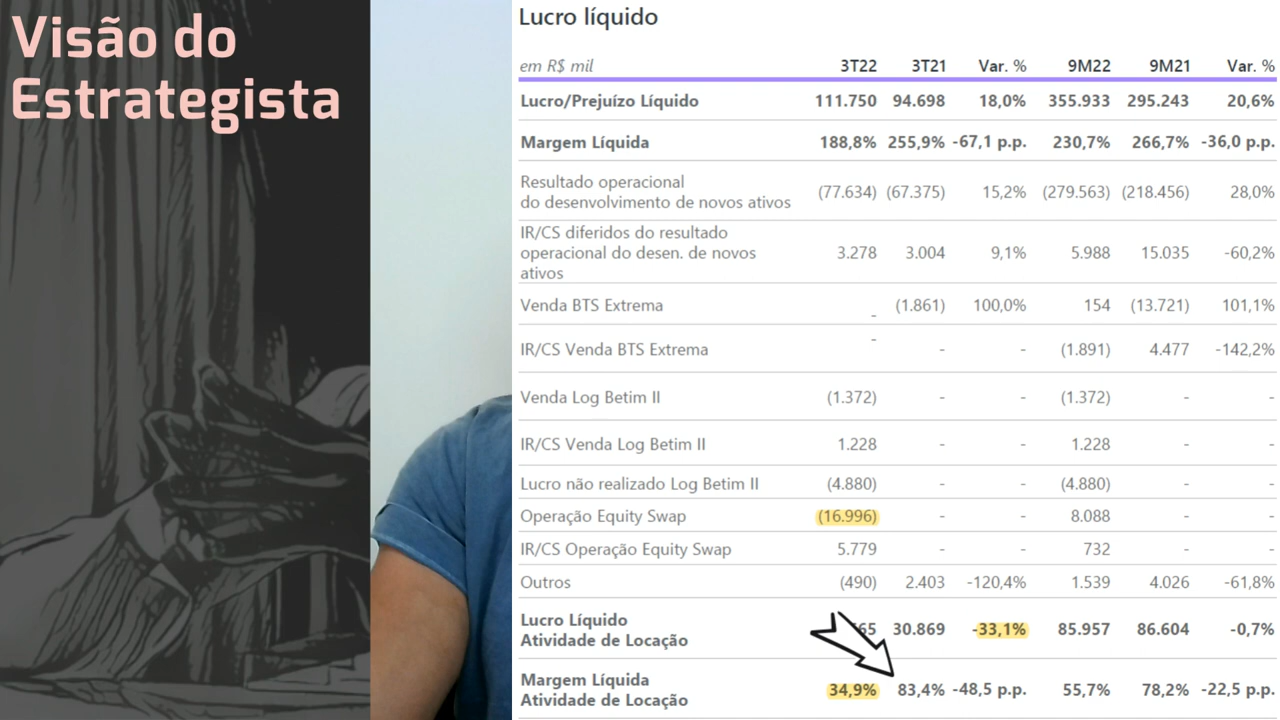 Visão do
Estrategista
Lucro líquido
em R$ mil 3T22 3T21 Var. % 9M22 9M21 Var. %
Lucro/Prejuízo Líquido 111.750 94.698 18,0% 355.933 295.243 20,6%
Margem Líquida 188,8% 255,9% -67,1 p.p. 230,7% 266,7% -36,0 p.p.
Resultado operacional
do desenvolvimento de novos ativos (77.634) (67.375) 15,2% (279.563) (218.456) 28,0%
IR/CS diferidos do resultado
operacional do desen. de novos 3.278 3.004 9,1% 5.988 15.035 -60,2%
ativos
Venda BTS Extrema - (1.861) 100,0% 154 (13.721) 101,1%
IR/CS Venda BTS Extrema - - - (1.891) 4.477 -142,2%
Venda Log Betim II (1.372) - - (1.372) - -
IR/CS Venda Log Betim II 1.228 - - 1.228 - -
Lucro não realizado Log Betim II (4.880) - - (4.880) - -
Operação Equity Swap (16.996) - - 8.088 - -
IR/CS Operação Equity Swap 5.779 - - 732 - -
Outros (490) 2.403 -120,4% 1.539 4.026 -61,8%
Lucro Líquido
Atividade de Locação 30.869 -33,1% 85.957 86.604 -0,7%
Margem Líquida
Atividade de Locação 34,9% 83,4% -48,5 p.p. 55,7% 78,2% -22,5 p.p.